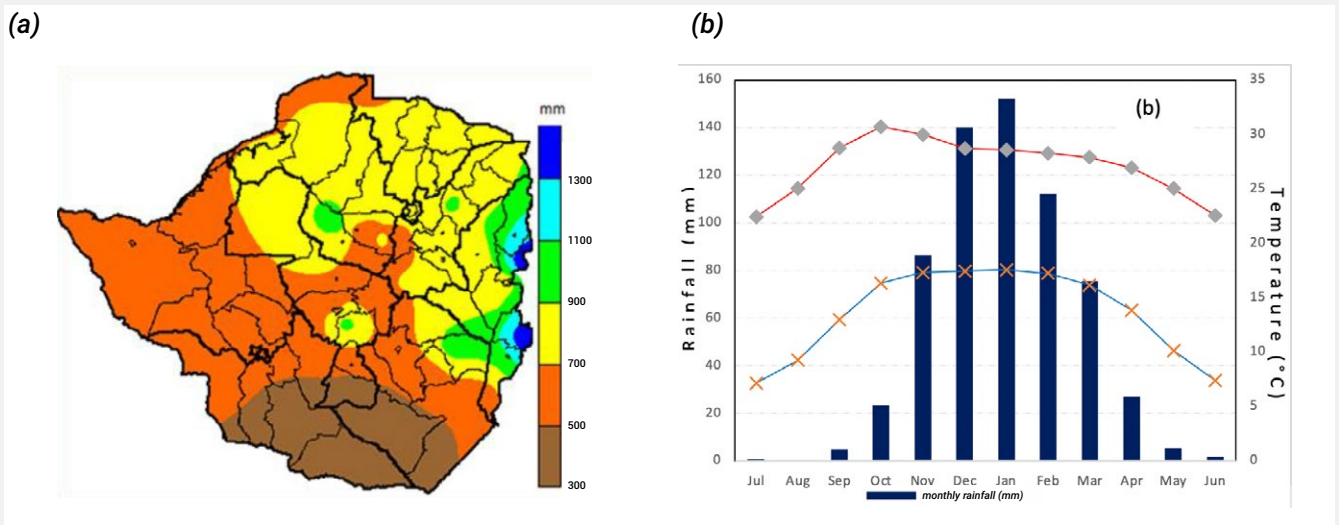 (a)
(b)
mm
1300
1100
900
700
500
300
(b)
160
140
120
100
80
60
40
20
0
Rainfall (mm)
35
30
25
20
15
10
5
0
Temperature (°C)
Jul Aug Sep Oct Nov Dec Jan Feb Mar Apr May Jun
monthly rainfall (mm)